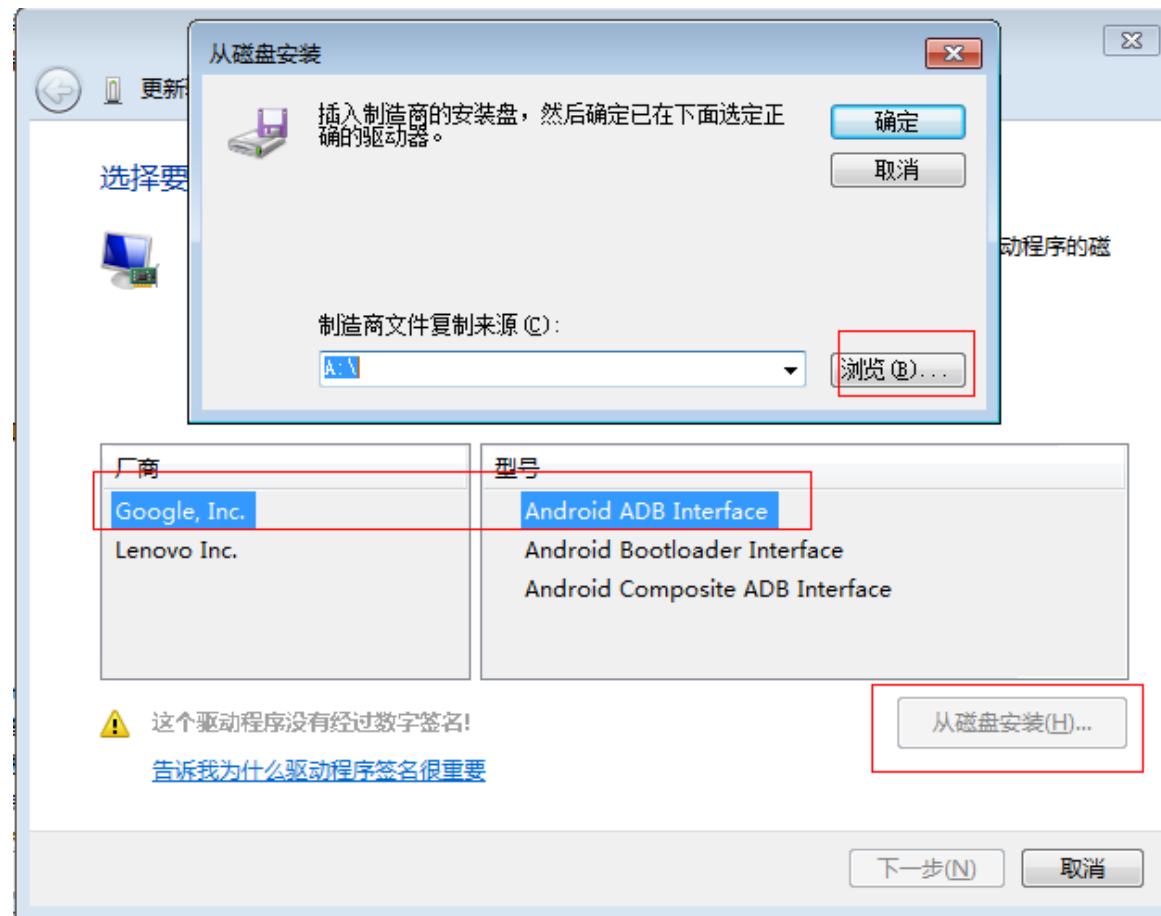 从磁盘安装
更新
插入制造商的安装盘，然后确定已在下面选定正
确的驱动器。
确定
取消
选择要
动程序的磁
制造商文件复制来源(C):
A:\
浏览(B)...
厂商
型号
Google, Inc.
Android ADB Interface
Lenovo Inc.
Android Bootloader Interface
Android Composite ADB Interface
这个驱动程序没有经过数字签名!
从磁盘安装(H)...
告诉我为什么驱动程序签名很重要
下一步(N)
取消